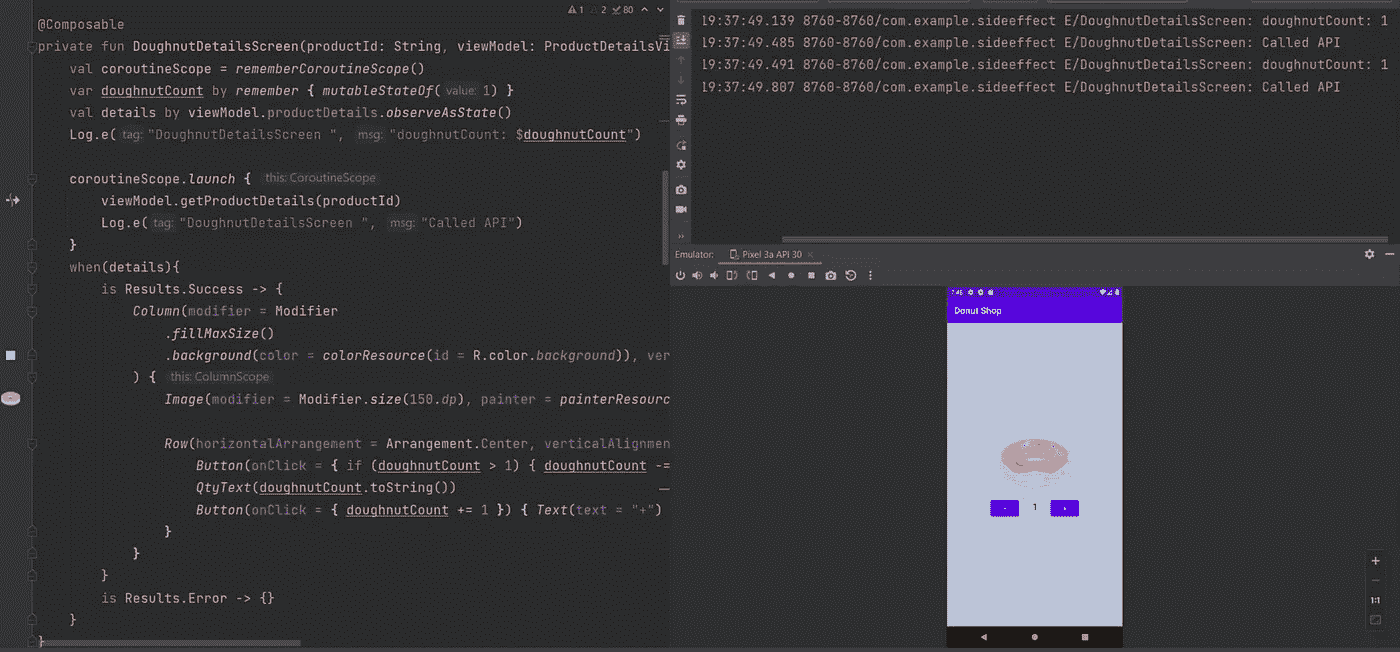 1 2 80
@Composable
private fun DoughnutDetailsScreen(productId: String, viewModel: ProductDetailsVi
val coroutineScope = rememberCoroutineScope()
var doughnutCount by remember { mutableStateOf( value: 1) }
val details by viewModel.productDetails.observeAsState()
Log.e( tag: "DoughnutDetailsScreen ", msg: "doughnutCount: $doughnutCount")
coroutineScope.launch { this: CoroutineScope
viewModel.getProductDetails(productId)
Log.e( tag: "DoughnutDetailsScreen ", msg: "Called API")
}
when(details){
is Results.Success -> {
Column(modifier = Modifier
.fillMaxSize()
.background(color = colorResource(id = R.color.background)), ver
) { this: ColumnScope
Image(modifier = Modifier.size(150.dp), painter = painterResourc
Row(horizontalArrangement = Arrangement.Center, verticalAlignmen
Button(onClick = { if (doughnutCount > 1) { doughnutCount -=
QtyText(doughnutCount.toString())
Button(onClick = { doughnutCount += 1 }) { Text(text = "+")
}
}
}
is Results.Error -> {}
}
}
19:37:49.139 8760-8760/com.example.sideeffect E/DoughnutDetailsScreen: doughnutCount: 1
19:37:49.485 8760-8760/com.example.sideeffect E/DoughnutDetailsScreen: Called API
19:37:49.491 8760-8760/com.example.sideeffect E/DoughnutDetailsScreen: doughnutCount: 1
19:37:49.807 8760-8760/com.example.sideeffect E/DoughnutDetailsScreen: Called API
Emulator: Pixel 3a API 30
Donut Shop
- 1 +
1:1